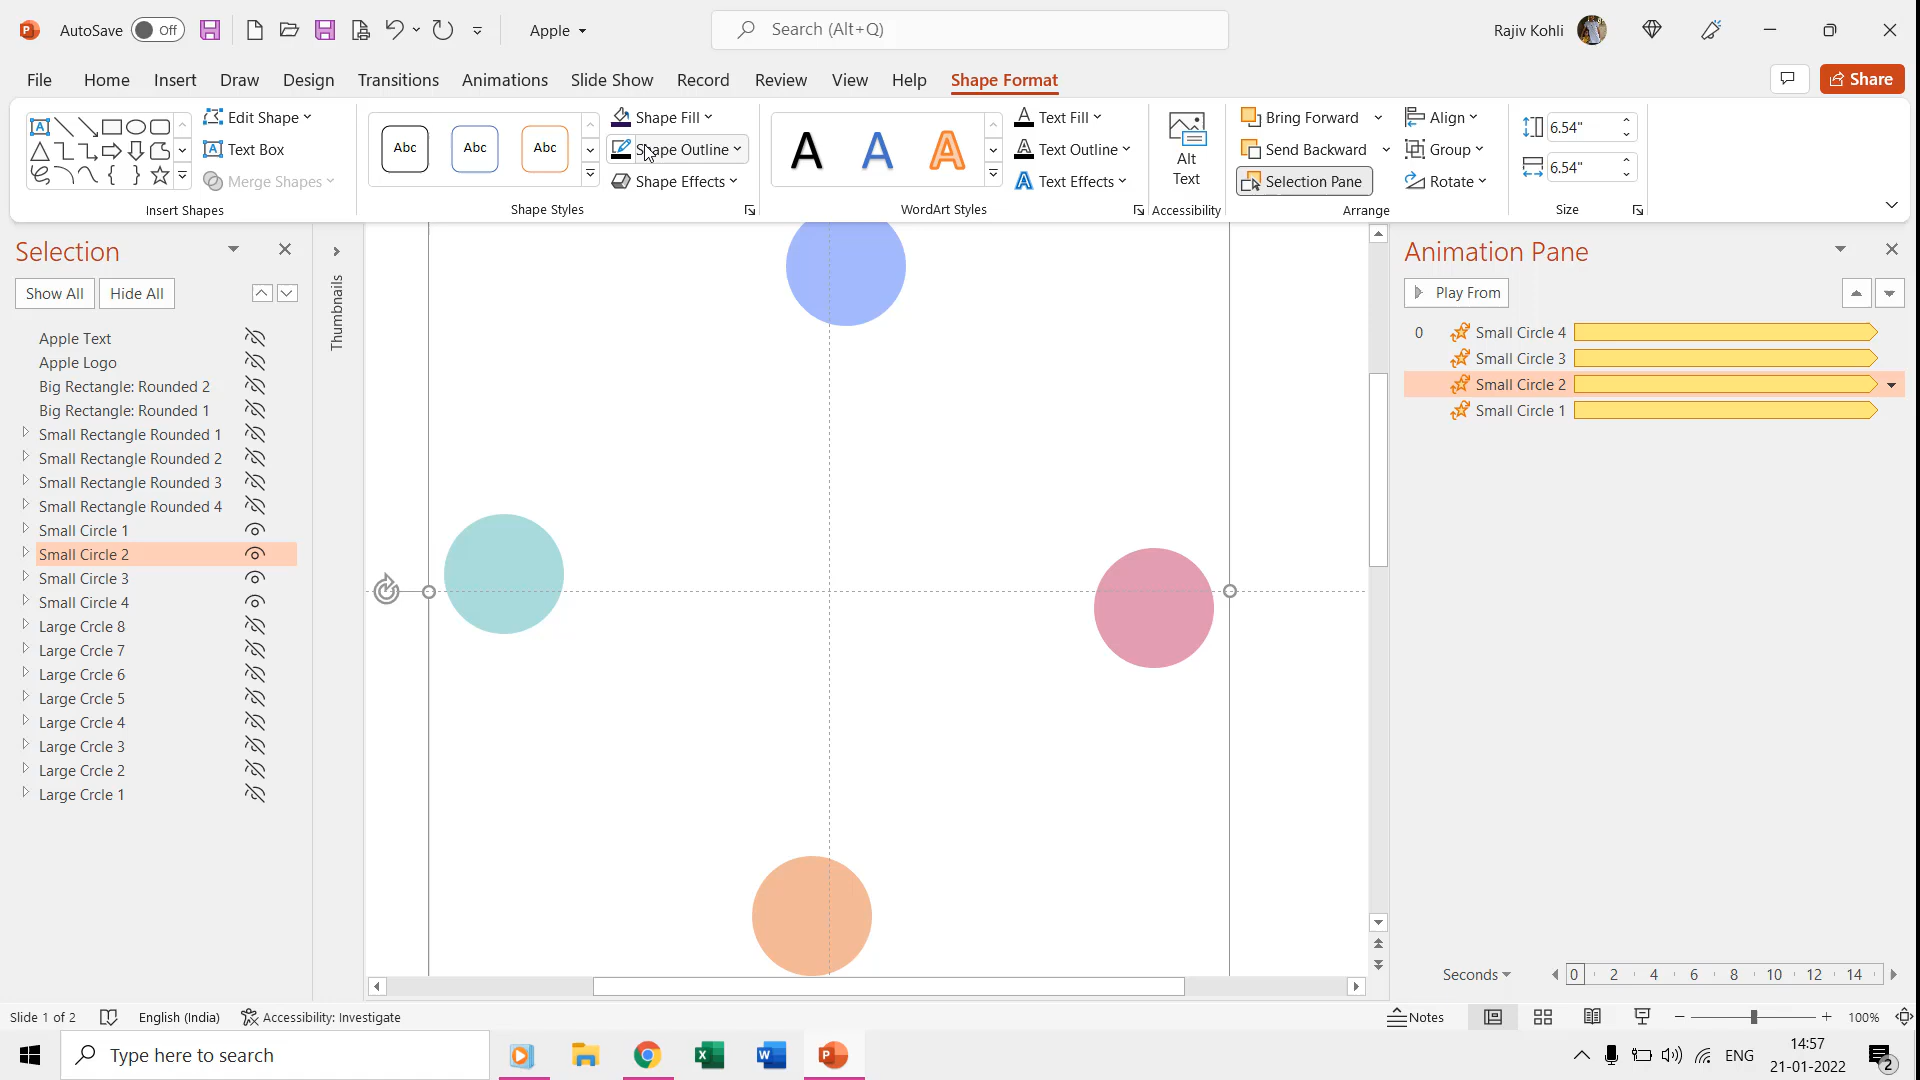 AutoSave Off Apple Search (Alt+Q) Rajiv Kohli
File Home Insert Draw Design Transitions Animations Slide Show Record Review View Help Shape Format Share
Edit Shape
Text Box
Merge Shapes
Insert Shapes
Abc Abc Abc
Shape Fill
Shape Outline
Shape Effects
Shape Styles
A A A
Text Fill
Text Outline
Text Effects
WordArt Styles
Alt
Text
Accessibility
Bring Forward
Send Backward
Selection Pane
Align
Group
Rotate
Arrange
6.54"
6.54"
Size
Selection
Show All Hide All
Apple Text
Apple Logo
Big Rectangle: Rounded 2
Big Rectangle: Rounded 1
Small Rectangle Rounded 1
Small Rectangle Rounded 2
Small Rectangle Rounded 3
Small Rectangle Rounded 4
Small Circle 1
Small Circle 2
Small Circle 3
Small Circle 4
Large Crcle 8
Large Crcle 7
Large Crcle 6
Large Crcle 5
Large Crcle 4
Large Crcle 3
Large Crcle 2
Large Crcle 1
Thumbnails
Animation Pane
Play From
0 Small Circle 4
Small Circle 3
Small Circle 2
Small Circle 1
Seconds 0 2 4 6 8 10 12 14
Slide 1 of 2 English (India) Accessibility: Investigate Notes 100%
Type here to search
ENG
14:57
21-01-2022
2